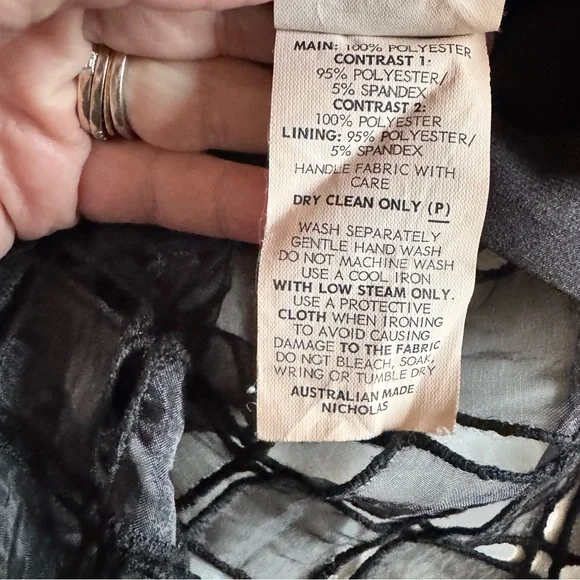 MAIN: 100% POLYESTER
CONTRAST 1:
95% POLYESTER/
5% SPANDEX
CONTRAST 2:
100% POLYESTER
LINING: 95% POLYESTER/
5% SPANDEX
HANDLE FABRIC WITH
CARE
DRY CLEAN ONLY (P)
WASH SEPARATELY
GENTLE HAND WASH
DO NOT MACHINE WASH
USE A COOL IRON
WITH LOW STEAM ONLY.
USE A PROTECTIVE
CLOTH WHEN IRONING
TO AVOID CAUSING
DAMAGE TO THE FABRIC
DO NOT BLEACH, SOAK,
WRING OR TUMBLE DRY
AUSTRALIAN MADE
NICHOLAS